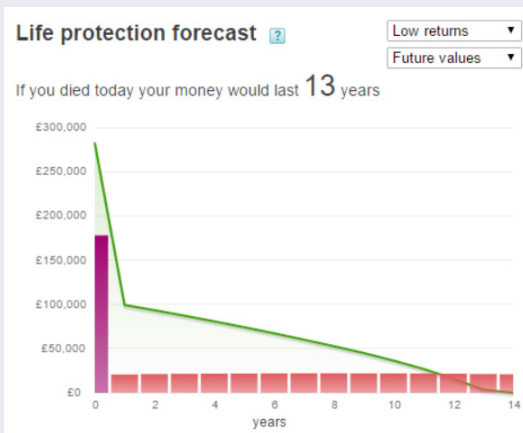 Life protection forecast ?
Low returns ▼
Future values ▼
If you died today your money would last 13 years
£300,000
£250,000
£200,000
£150,000
£100,000
£50,000
£0
0 2 4 6 8 10 12 14
years